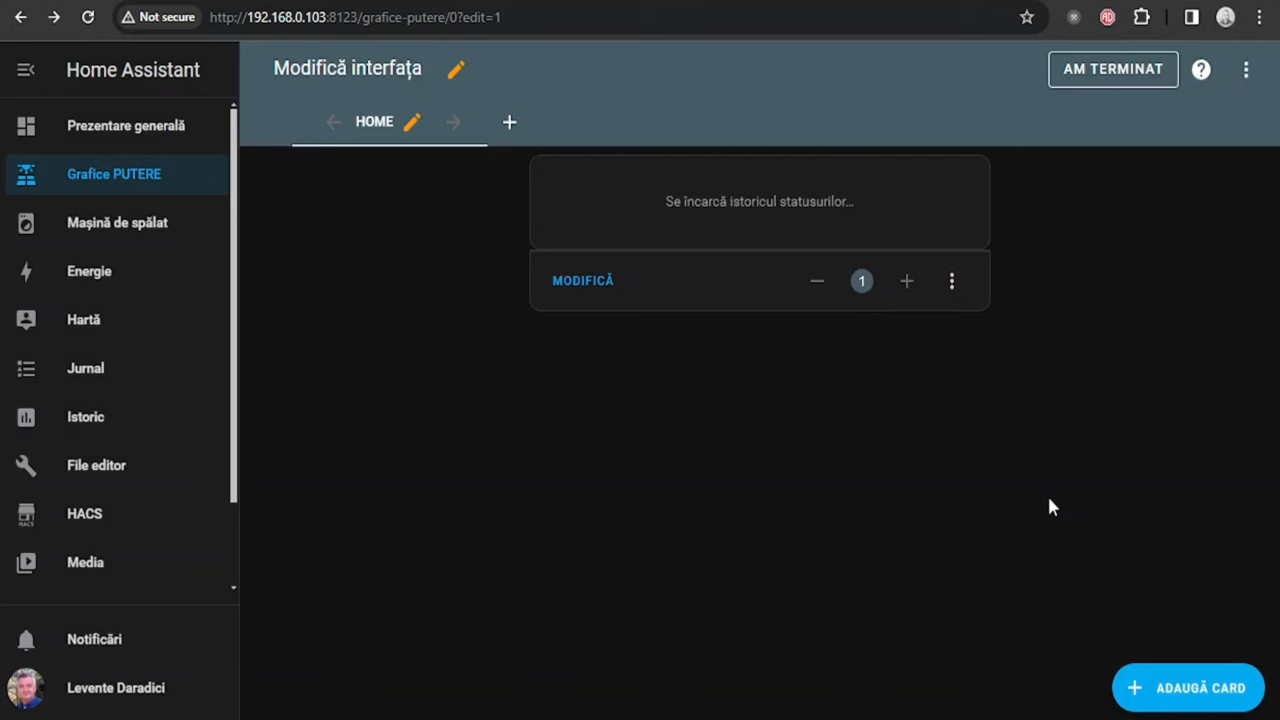 Not secure
http://192.168.0.103:8123/grafice-putere/0?edit=1
Home Assistant
Prezentare generală
Grafice PUTERE
Mașină de spălat
Energie
Hartă
Jurnal
Istoric
File editor
HACS
HACS
Media
Notificări
Levente Daradici
Modifică interfața
AM TERMINAT
HOME
Se încarcă istoricul statusurilor...
MODIFICĂ
1
ADAUGĂ CARD